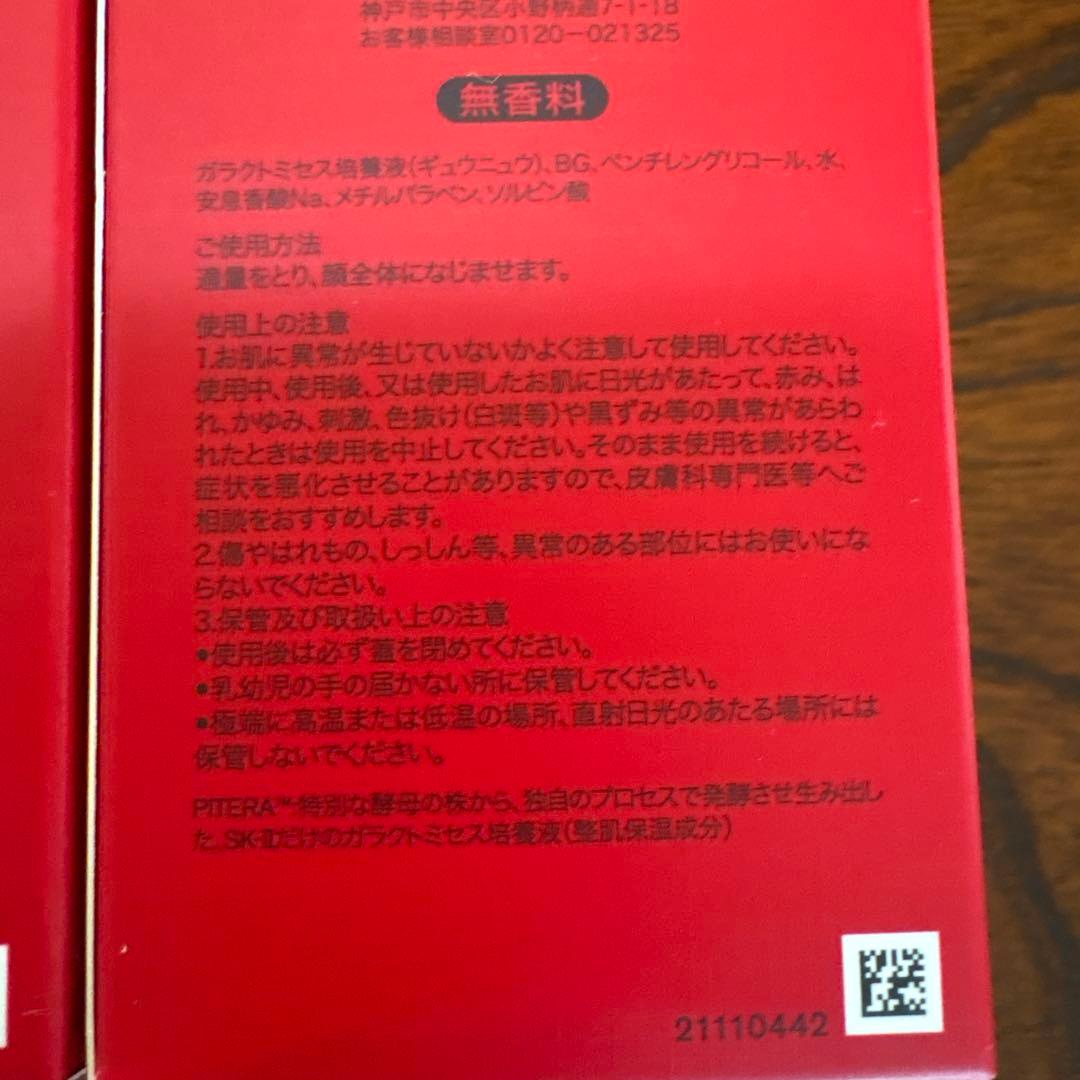 神戸市中央区小野柄通7-1-18
お客様相談室0120-021325
無香料
ガラクトミセス培養液(ギュウニュウ)、BG、ペンチレングリコール、水、
安息香酸Na、メチルパラベン、ソルビン酸
ご使用方法
適量をとり、顔全体になじませます。
使用上の注意
1.お肌に異常が生じていないかよく注意して使用してください。
使用中、使用後、又は使用したお肌に日光があたって、赤み、は
れ、かゆみ、刺激、色抜け(白斑等)や黒ずみ等の異常があらわ
れたときは使用を中止してください。そのまま使用を続けると、
症状を悪化させることがありますので、皮膚科専門医等へご
相談をおすすめします。
2.傷やはれもの、しっしん等、異常のある部位にはお使いにな
らないでください。
3.保管及び取扱い上の注意
•使用後は必ず蓋を閉めてください。
•乳幼児の手の届かない所に保管してください。
•極端に高温または低温の場所、直射日光のあたる場所には
保管しないでください。
PITERA™-特別な酵母の株から、独自のプロセスで発酵させ生み出し
た、SK-IIだけのガラクトミセス培養液(整肌保湿成分)
21110442